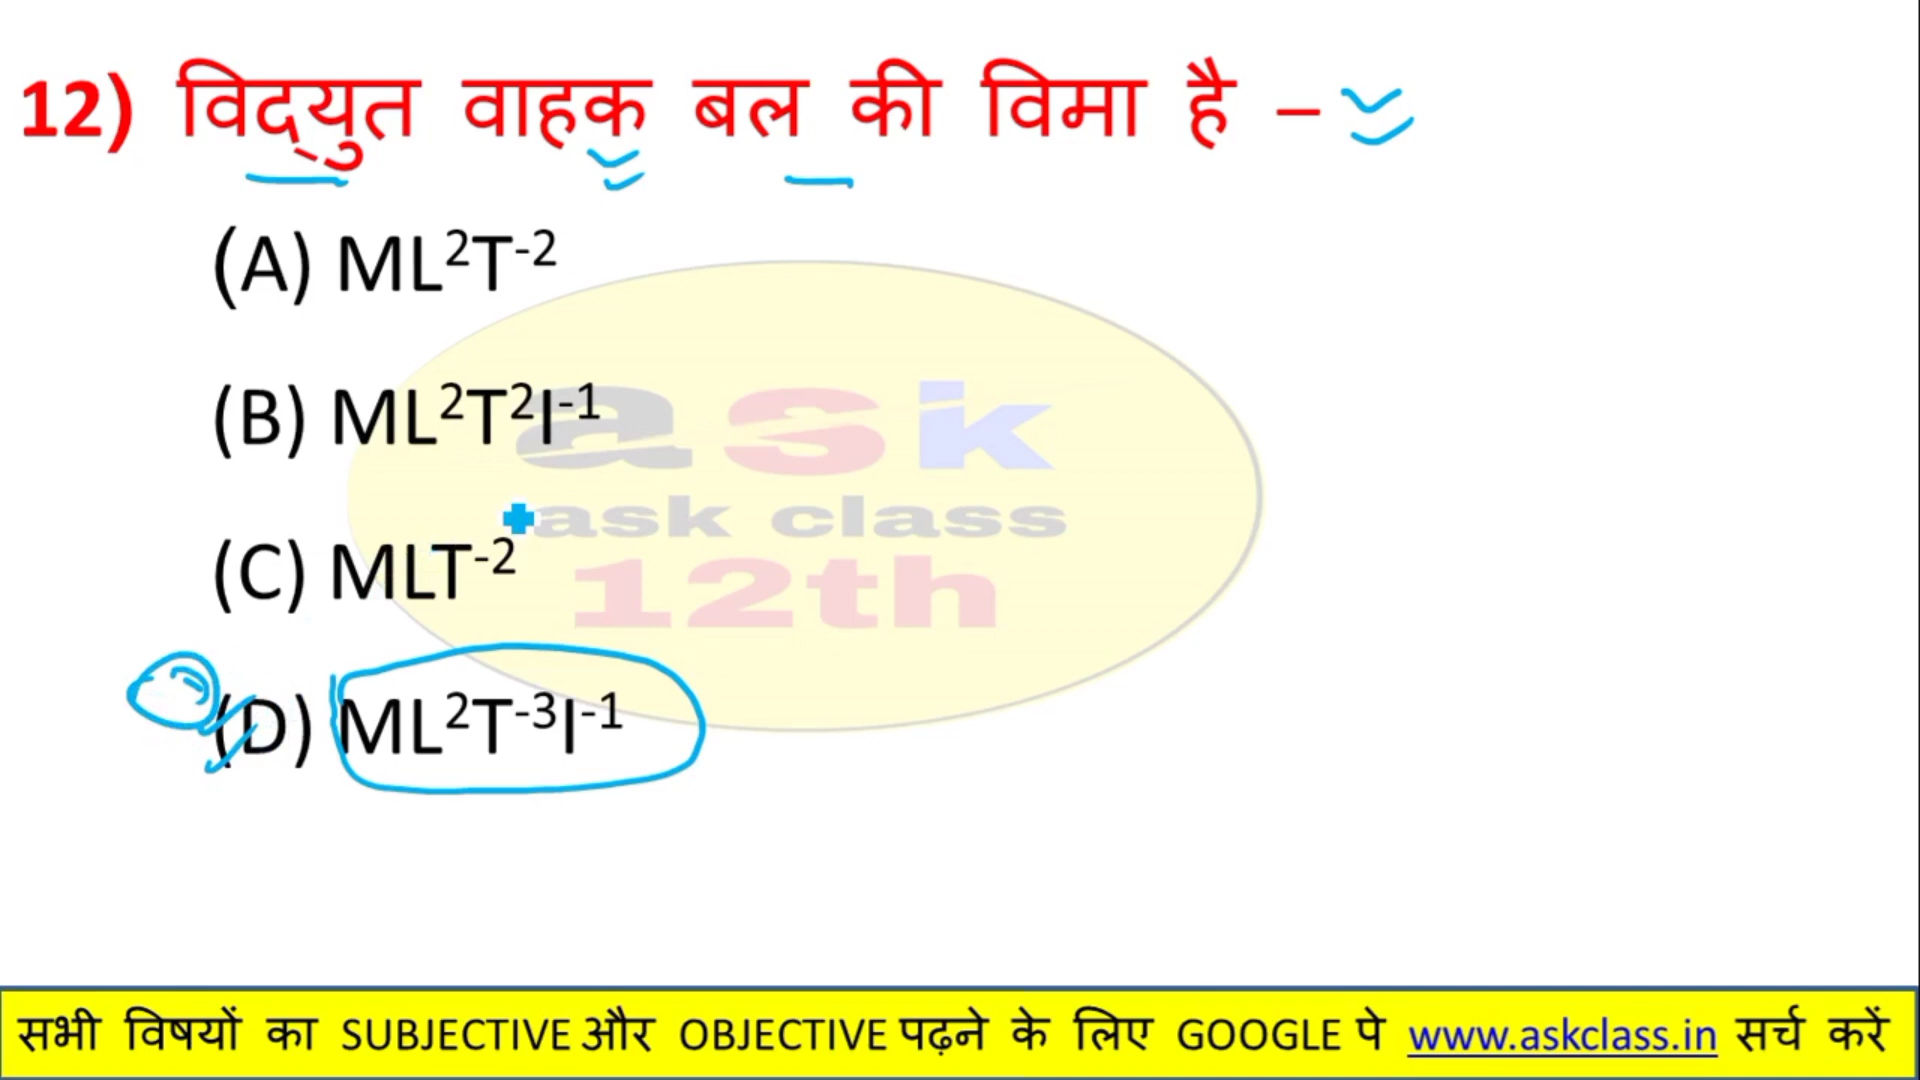 12) विद्‌युत वाहक बल की विमा है –
(A) ML²T⁻²
(B) ML²T²I⁻¹
ask
ask class
(C) MLT⁻²
12th
(D) ML²T⁻³I⁻¹
सभी विषयों का SUBJECTIVE और OBJECTIVE पढ़ने के लिए GOOGLE पे www.askclass.in सर्च करें